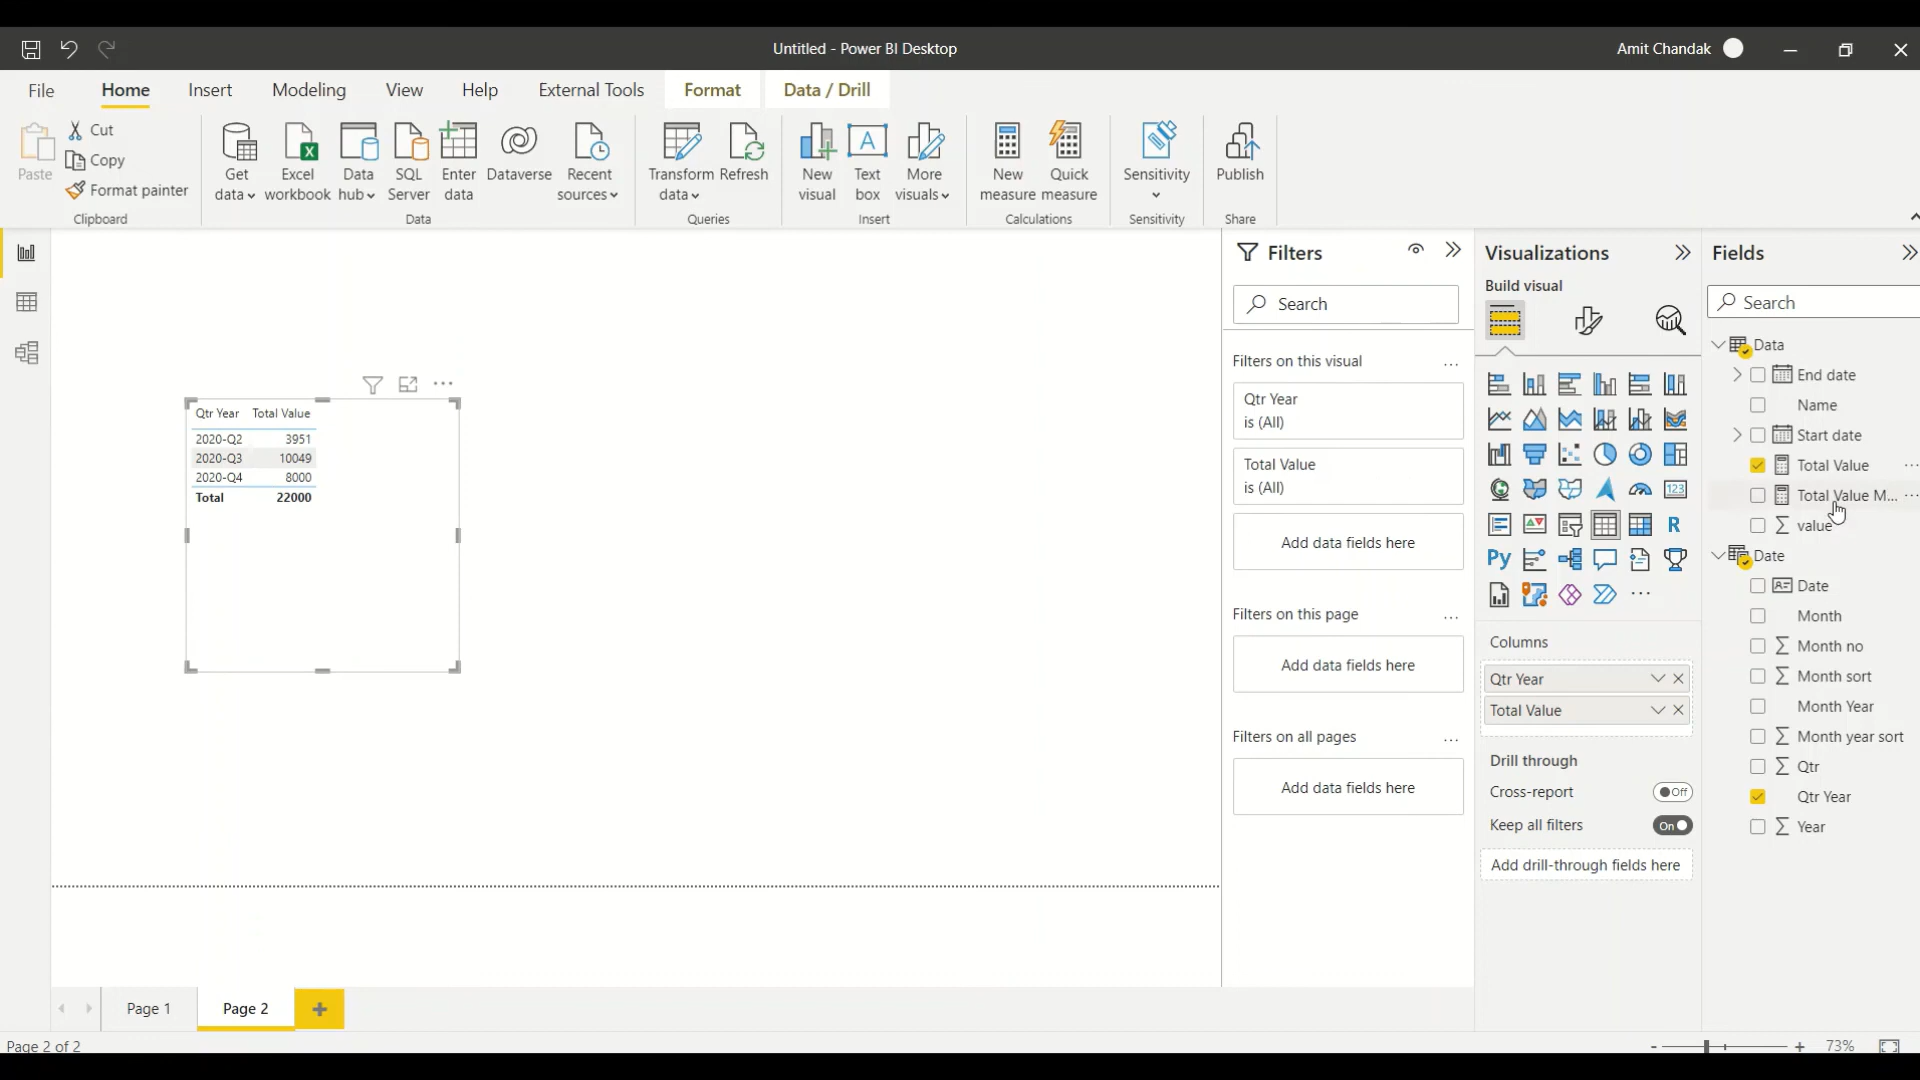 Untitled - Power BI Desktop
Amit Chandak
File Home Insert Modeling View Help External Tools Format Data / Drill
Paste
Cut
Copy
Format painter
Clipboard
Get data
Excel workbook
Data hub
SQL Server
Enter data
Dataverse
Recent sources
Data
Transform data
Refresh
Queries
New visual
Text box
More visuals
Insert
New measure
Quick measure
Calculations
Sensitivity
Sensitivity
Publish
Share
Qtr Year Total Value
2020-Q2 3951
2020-Q3 10049
2020-Q4 8000
Total 22000
Filters
Search
Filters on this visual ...
Qtr Year
is (All)
Total Value
is (All)
Add data fields here
Filters on this page ...
Add data fields here
Filters on all pages ...
Add data fields here
Visualizations
Build visual
123
R
Py
...
Columns
Qtr Year
Total Value
Drill through
Cross-report Off
Keep all filters On
Add drill-through fields here
Fields
Search
Data
End date
Name
Start date
Total Value ...
Total Value M... ...
value
Date
Date
Month
Month no
Month sort
Month Year
Month year sort
Qtr
Qtr Year
Year
Page 1 Page 2 +
Page 2 of 2
- + 73%